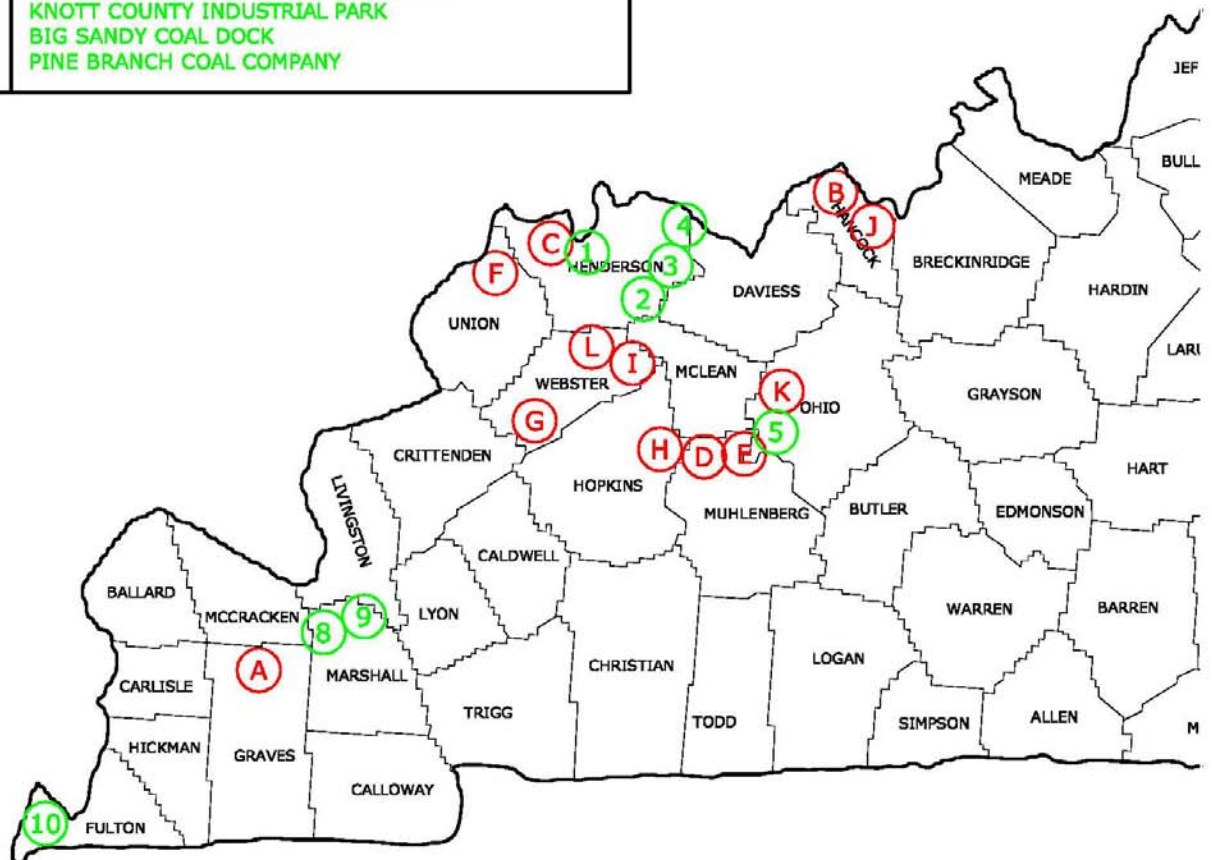 KNOTT COUNTY INDUSTRIAL PARK
BIG SANDY COAL DOCK
PINE BRANCH COAL COMPANY
JEF
BULL
MEADE
B
J
HANCOCK
4
C
1
HENDERSON
3
F
2
BRECKINRIDGE
DAVIESS
HARDIN
UNION
L
I
LARU
MCLEAN
WEBSTER
K
OHIO
GRAYSON
G
5
H
D
E
CRITTENDEN
HART
LIVINGSTON
HOPKINS
MUHLENBERG
BUTLER
EDMONSON
CALDWELL
BALLARD
MCCRACKEN
9
8
LYON
WARREN
BARREN
A
MARSHALL
CARLISLE
CHRISTIAN
LOGAN
TRIGG
TODD
SIMPSON
ALLEN
M
HICKMAN
GRAVES
CALLOWAY
10
FULTON